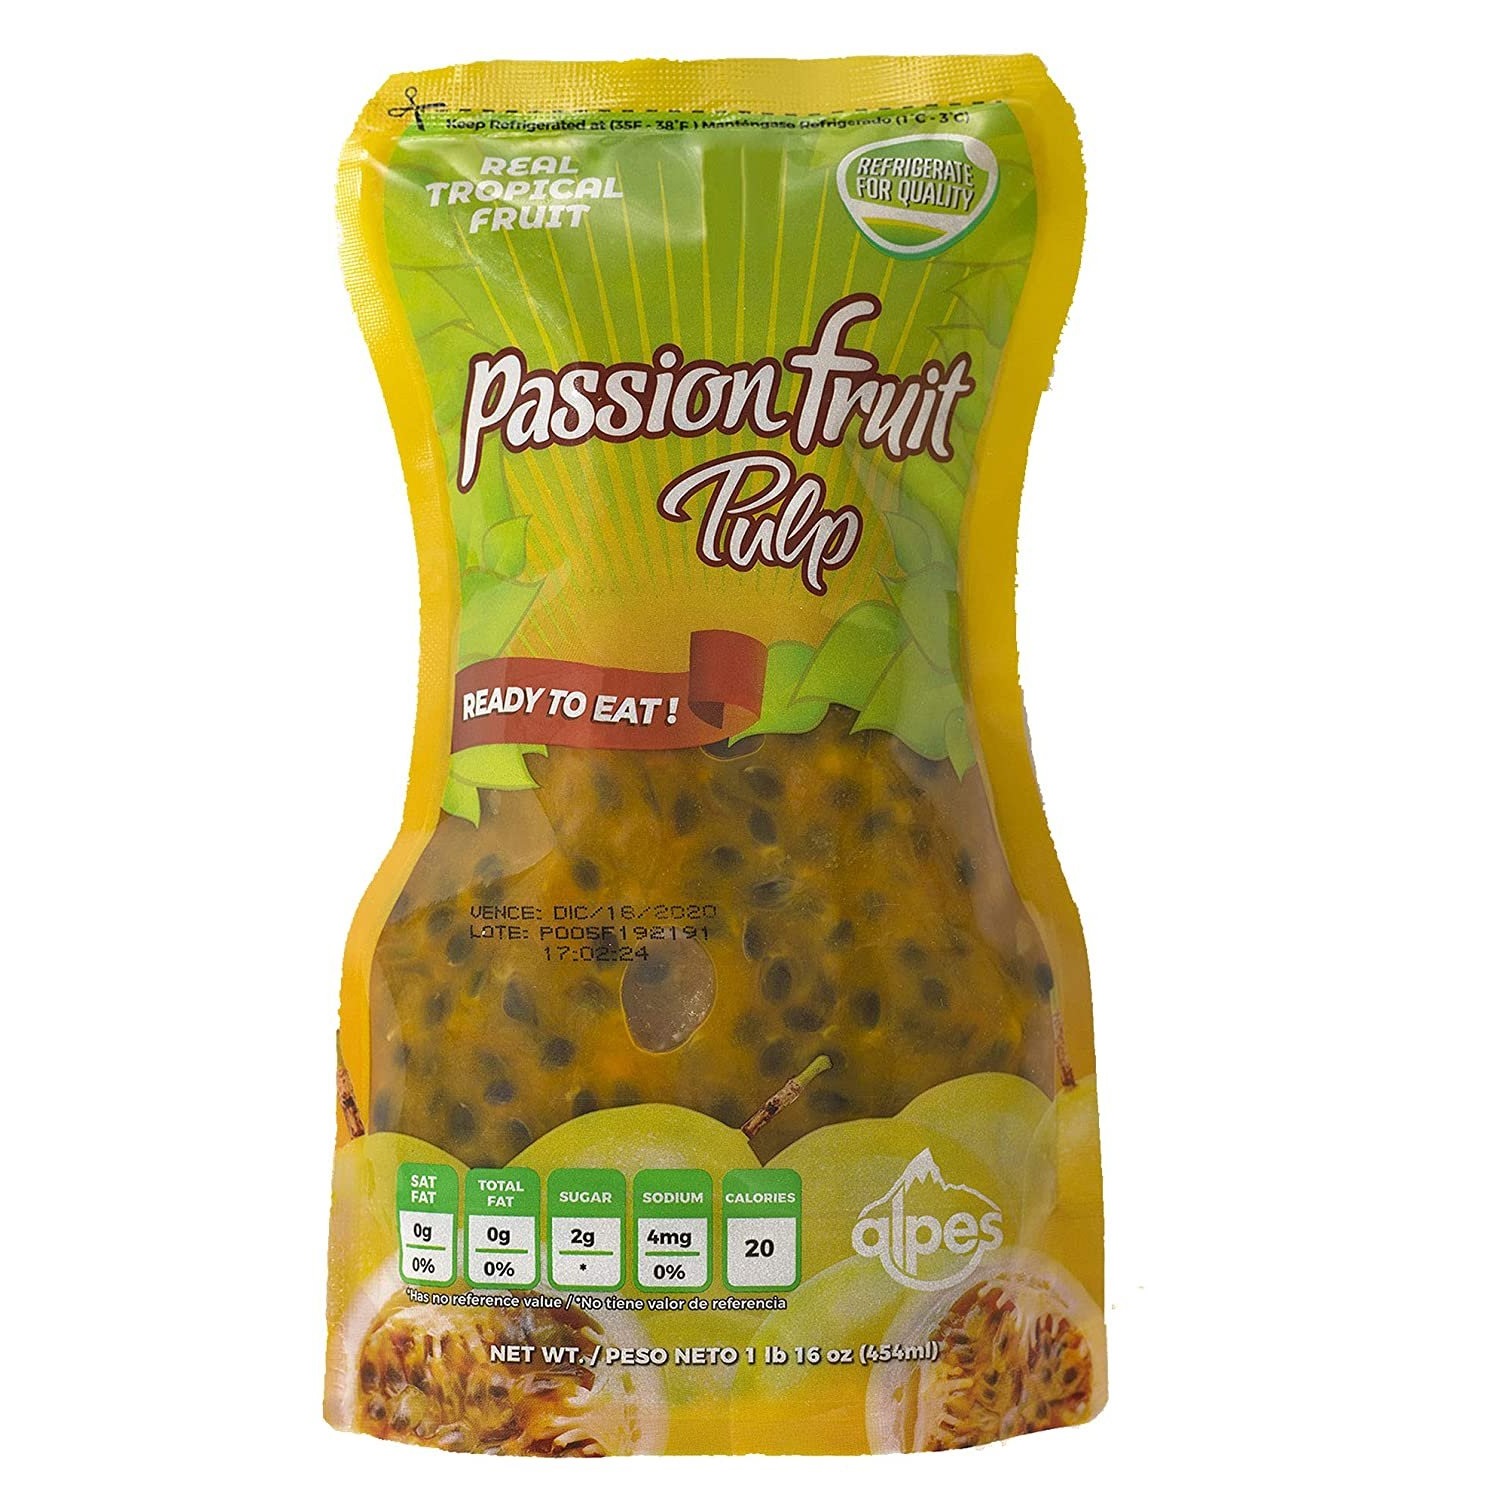 Keep Refrigerated at (35F - 38°F) Manténgase Refrigerado (1°C - 3°C)
REAL
TROPICAL
FRUIT
REFRIGERATE
FOR QUALITY
Passion fruit
Pulp
READY TO EAT!
VENCE: DIC/16/2020
LOTE: P005F192191
17:02:24
SAT
FAT
0g
0%
TOTAL
FAT
0g
0%
SUGAR
2g
*
SODIUM
4mg
0%
CALORIES
20
alpes
*Has no reference value / *No tiene valor de referencia
NET WT. / PESO NETO 1 lb 16 oz (454ml)